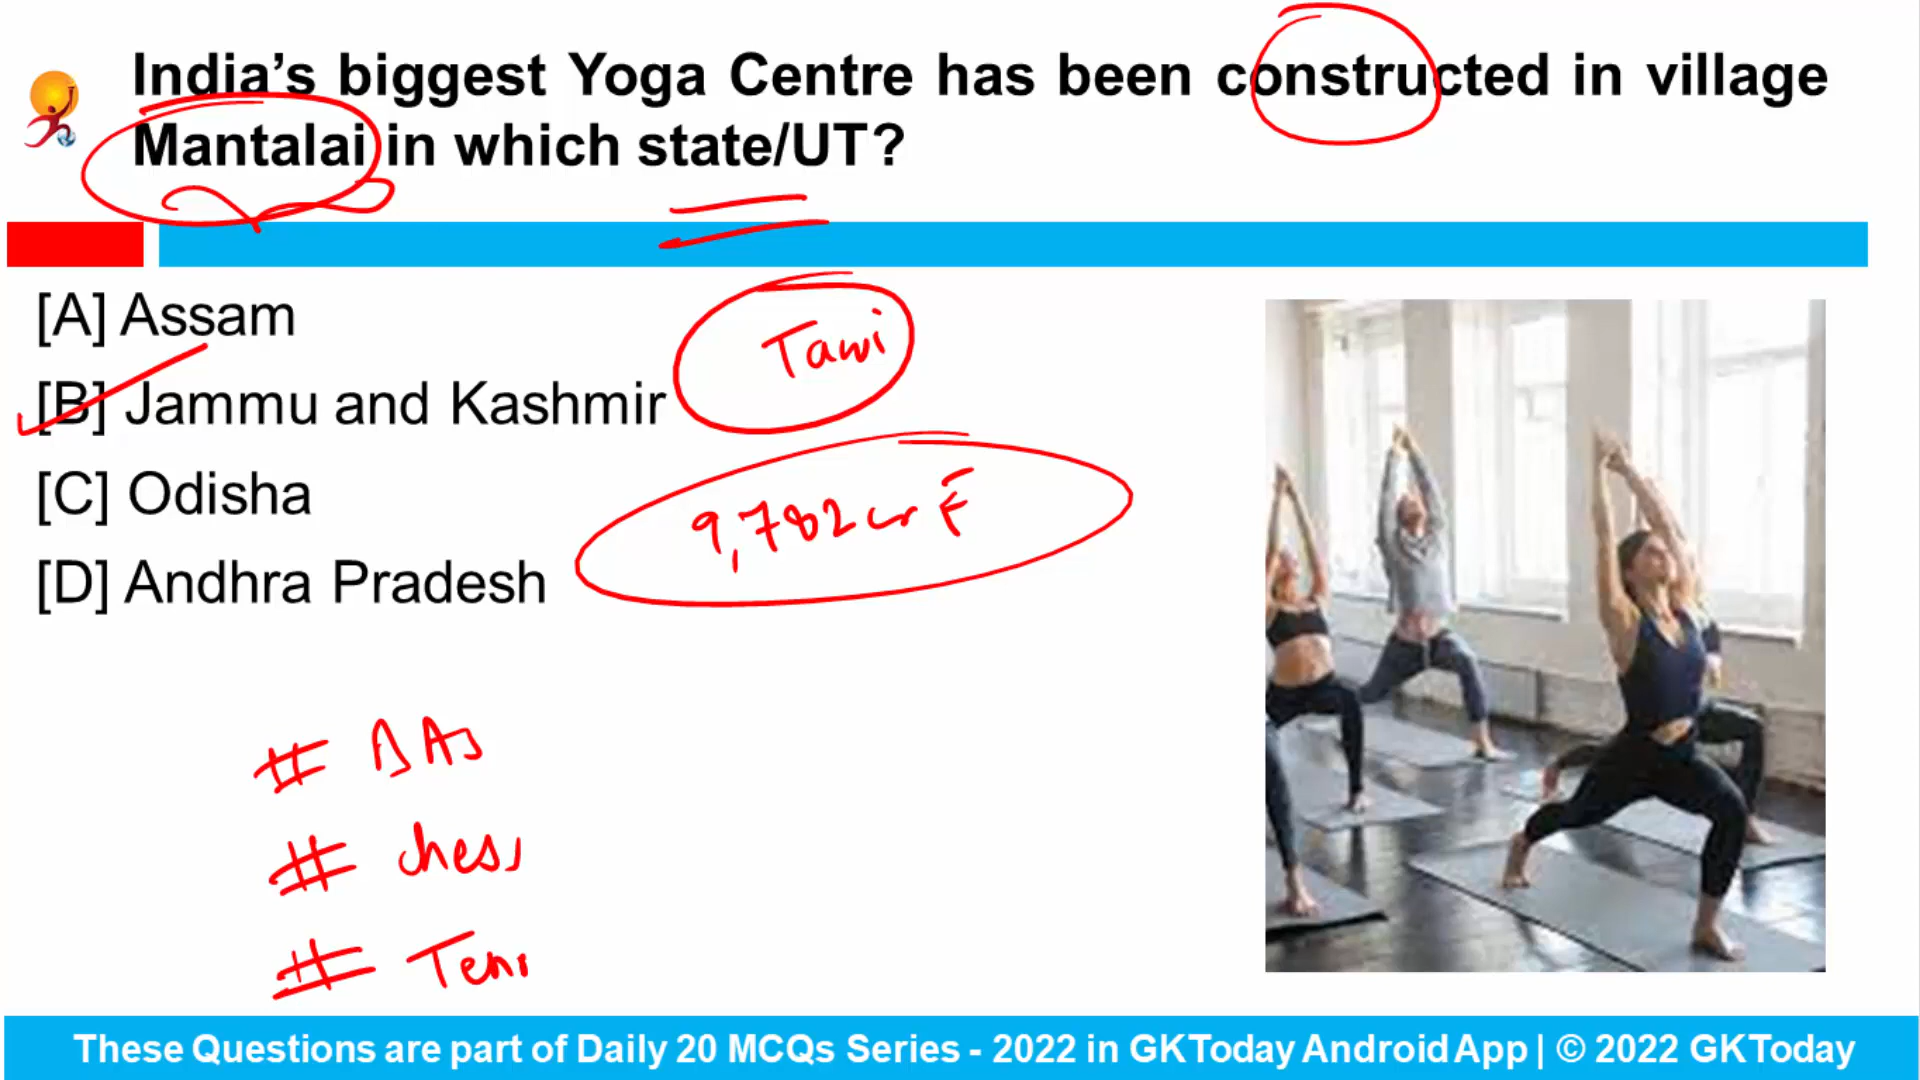 India's biggest Yoga Centre has been constructed in village
Mantalai in which state/UT?
[A] Assam
Tawi
[B] Jammu and Kashmir
[C] Odisha
9,782 cr ₹
[D] Andhra Pradesh
# 
# chess
#
These Questions are part of Daily 20 MCQs Series - 2022 in GKToday Android App | © 2022 GKToday